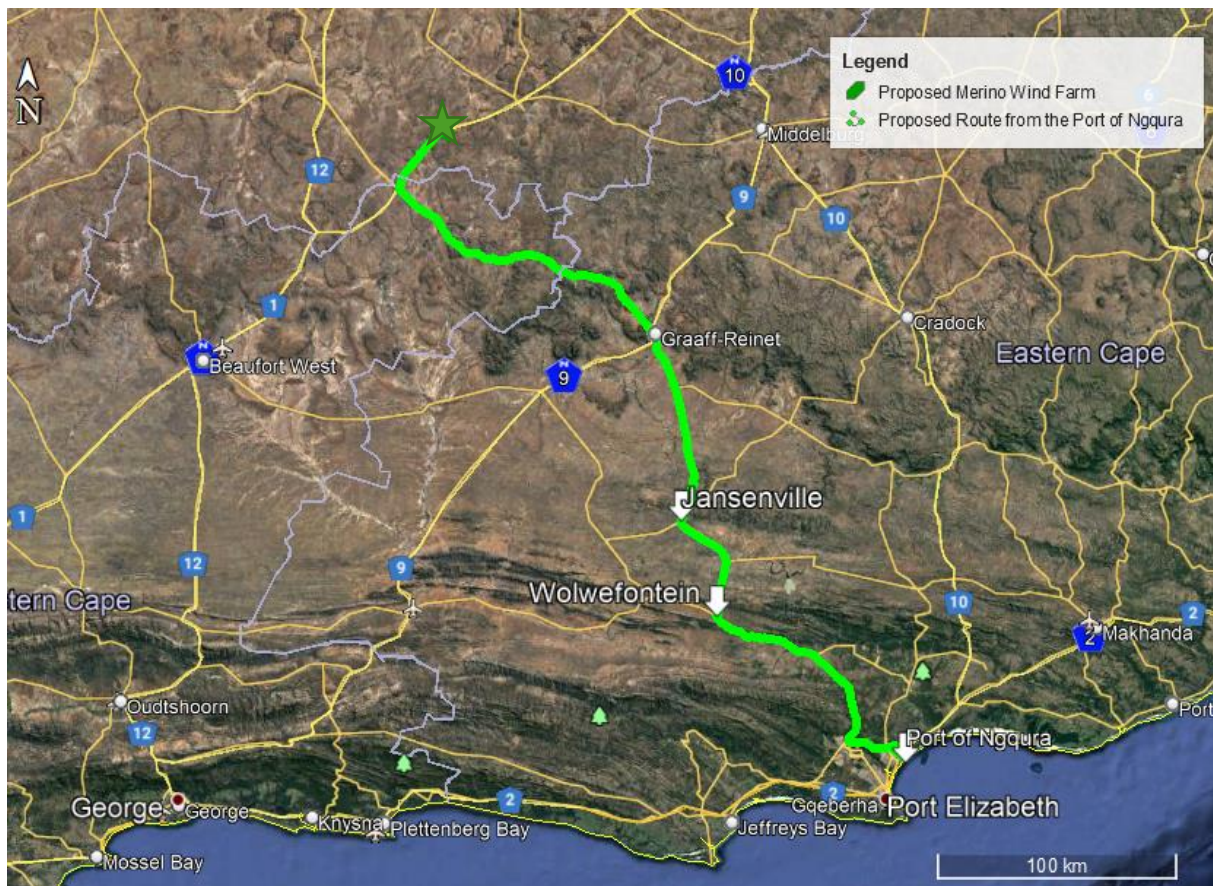 Legend
Proposed Merino Wind Farm
Proposed Route from the Port of Ngqura
N
N
10
6
Middelburg
12
9
10
1
N
Beaufort West
Graaff-Reinet
Cradock
Eastern Cape
N
9
Jansenville
1
12
9
Wolwefontein
10
tern Cape
2
2
Makhanda
Oudtshoorn
12
Port
Port of Ngqura
George
George
Knysna
Plettenberg Bay
2
2
Gqeberha
Port Elizabeth
Jeffreys Bay
Mossel Bay
100 km